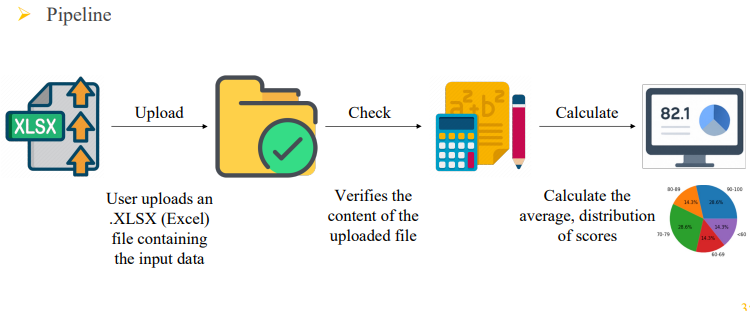 Pipeline
XLSX
Upload
Check
a²+b²
Calculate
82.1
User uploads an
.XLSX (Excel)
file containing
the input data
Verifies the
content of the
uploaded file
Calculate the
average, distribution
of scores
80-89
90-100
14.3%
28.6%
70-79
28.6%
14.3%
<60
14.3%
60-69
3